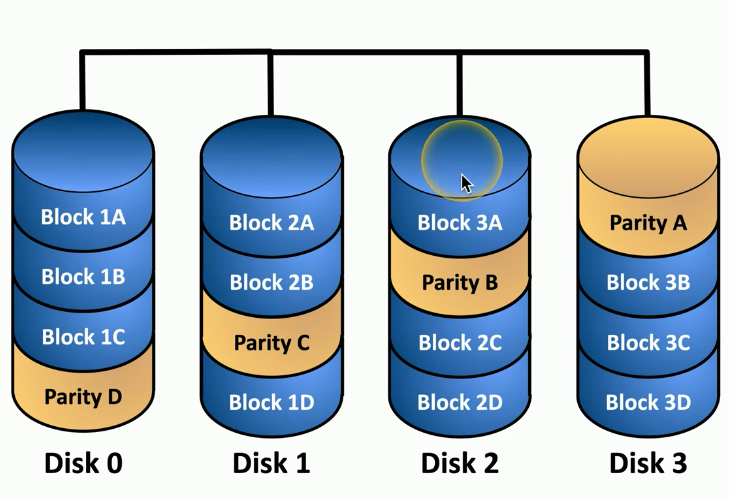 Block 1A
Block 2A
Block 3A
Parity A
Block 1B
Block 2B
Parity B
Block 3B
Block 1C
Parity C
Block 2C
Block 3C
Parity D
Block 1D
Block 2D
Block 3D
Disk 0
Disk 1
Disk 2
Disk 3